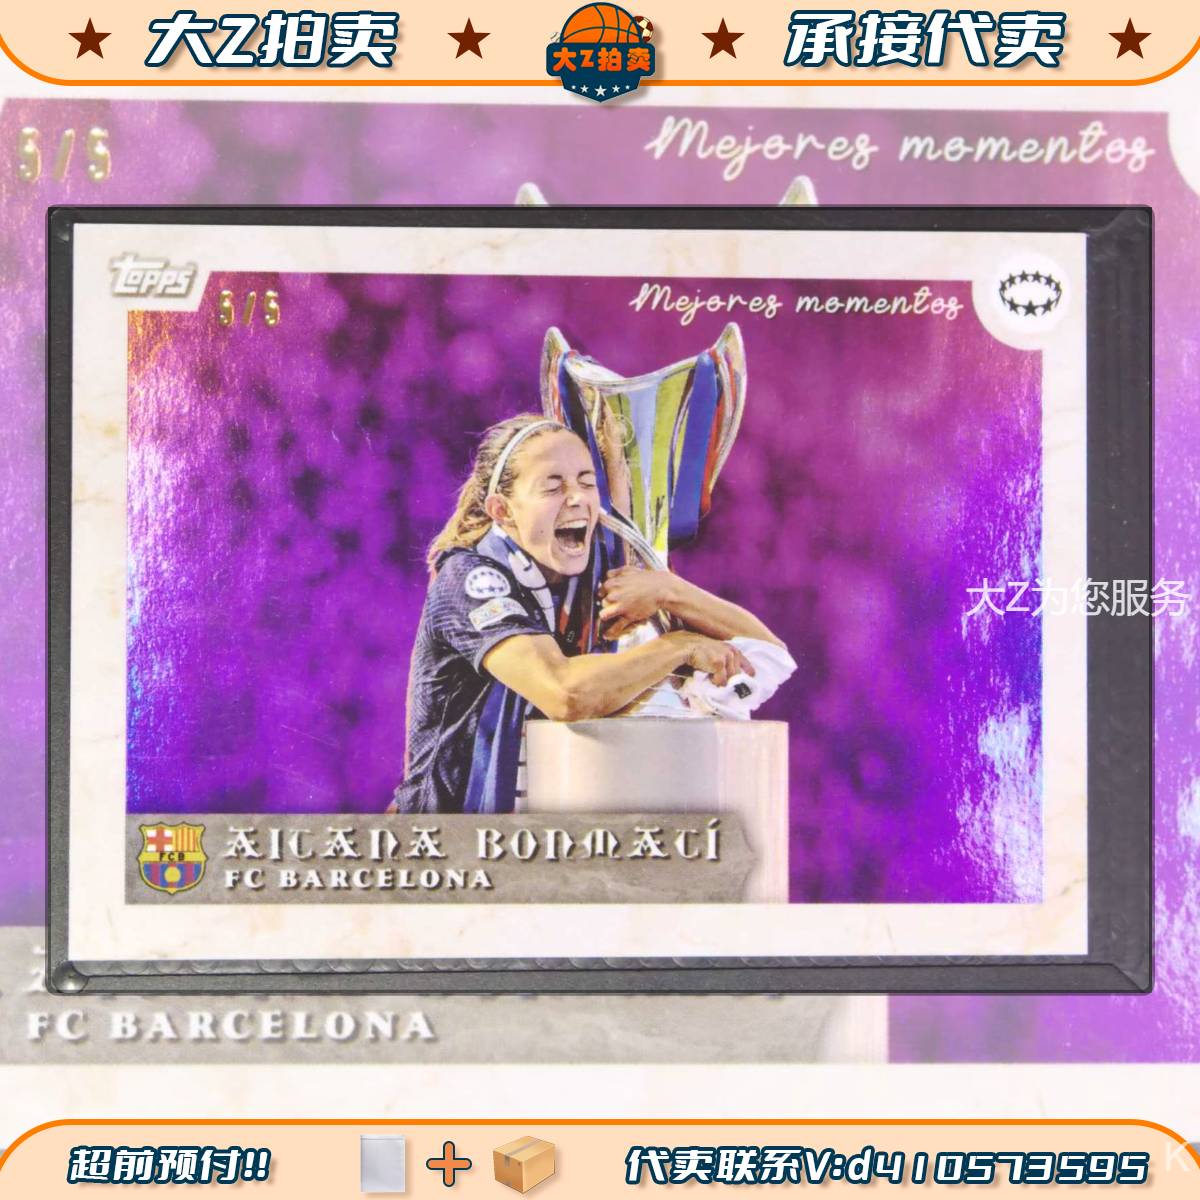 大Z拍卖
大Z拍卖
承接代卖
5/5
Mejores momentos
Topps
5/5
Mejores momentos
大Z为您服务
AITANA BONMATÍ
FCB
FC BARCELONA
FC BARCELONA
超前预付!!
代卖联系V:d410573595
K